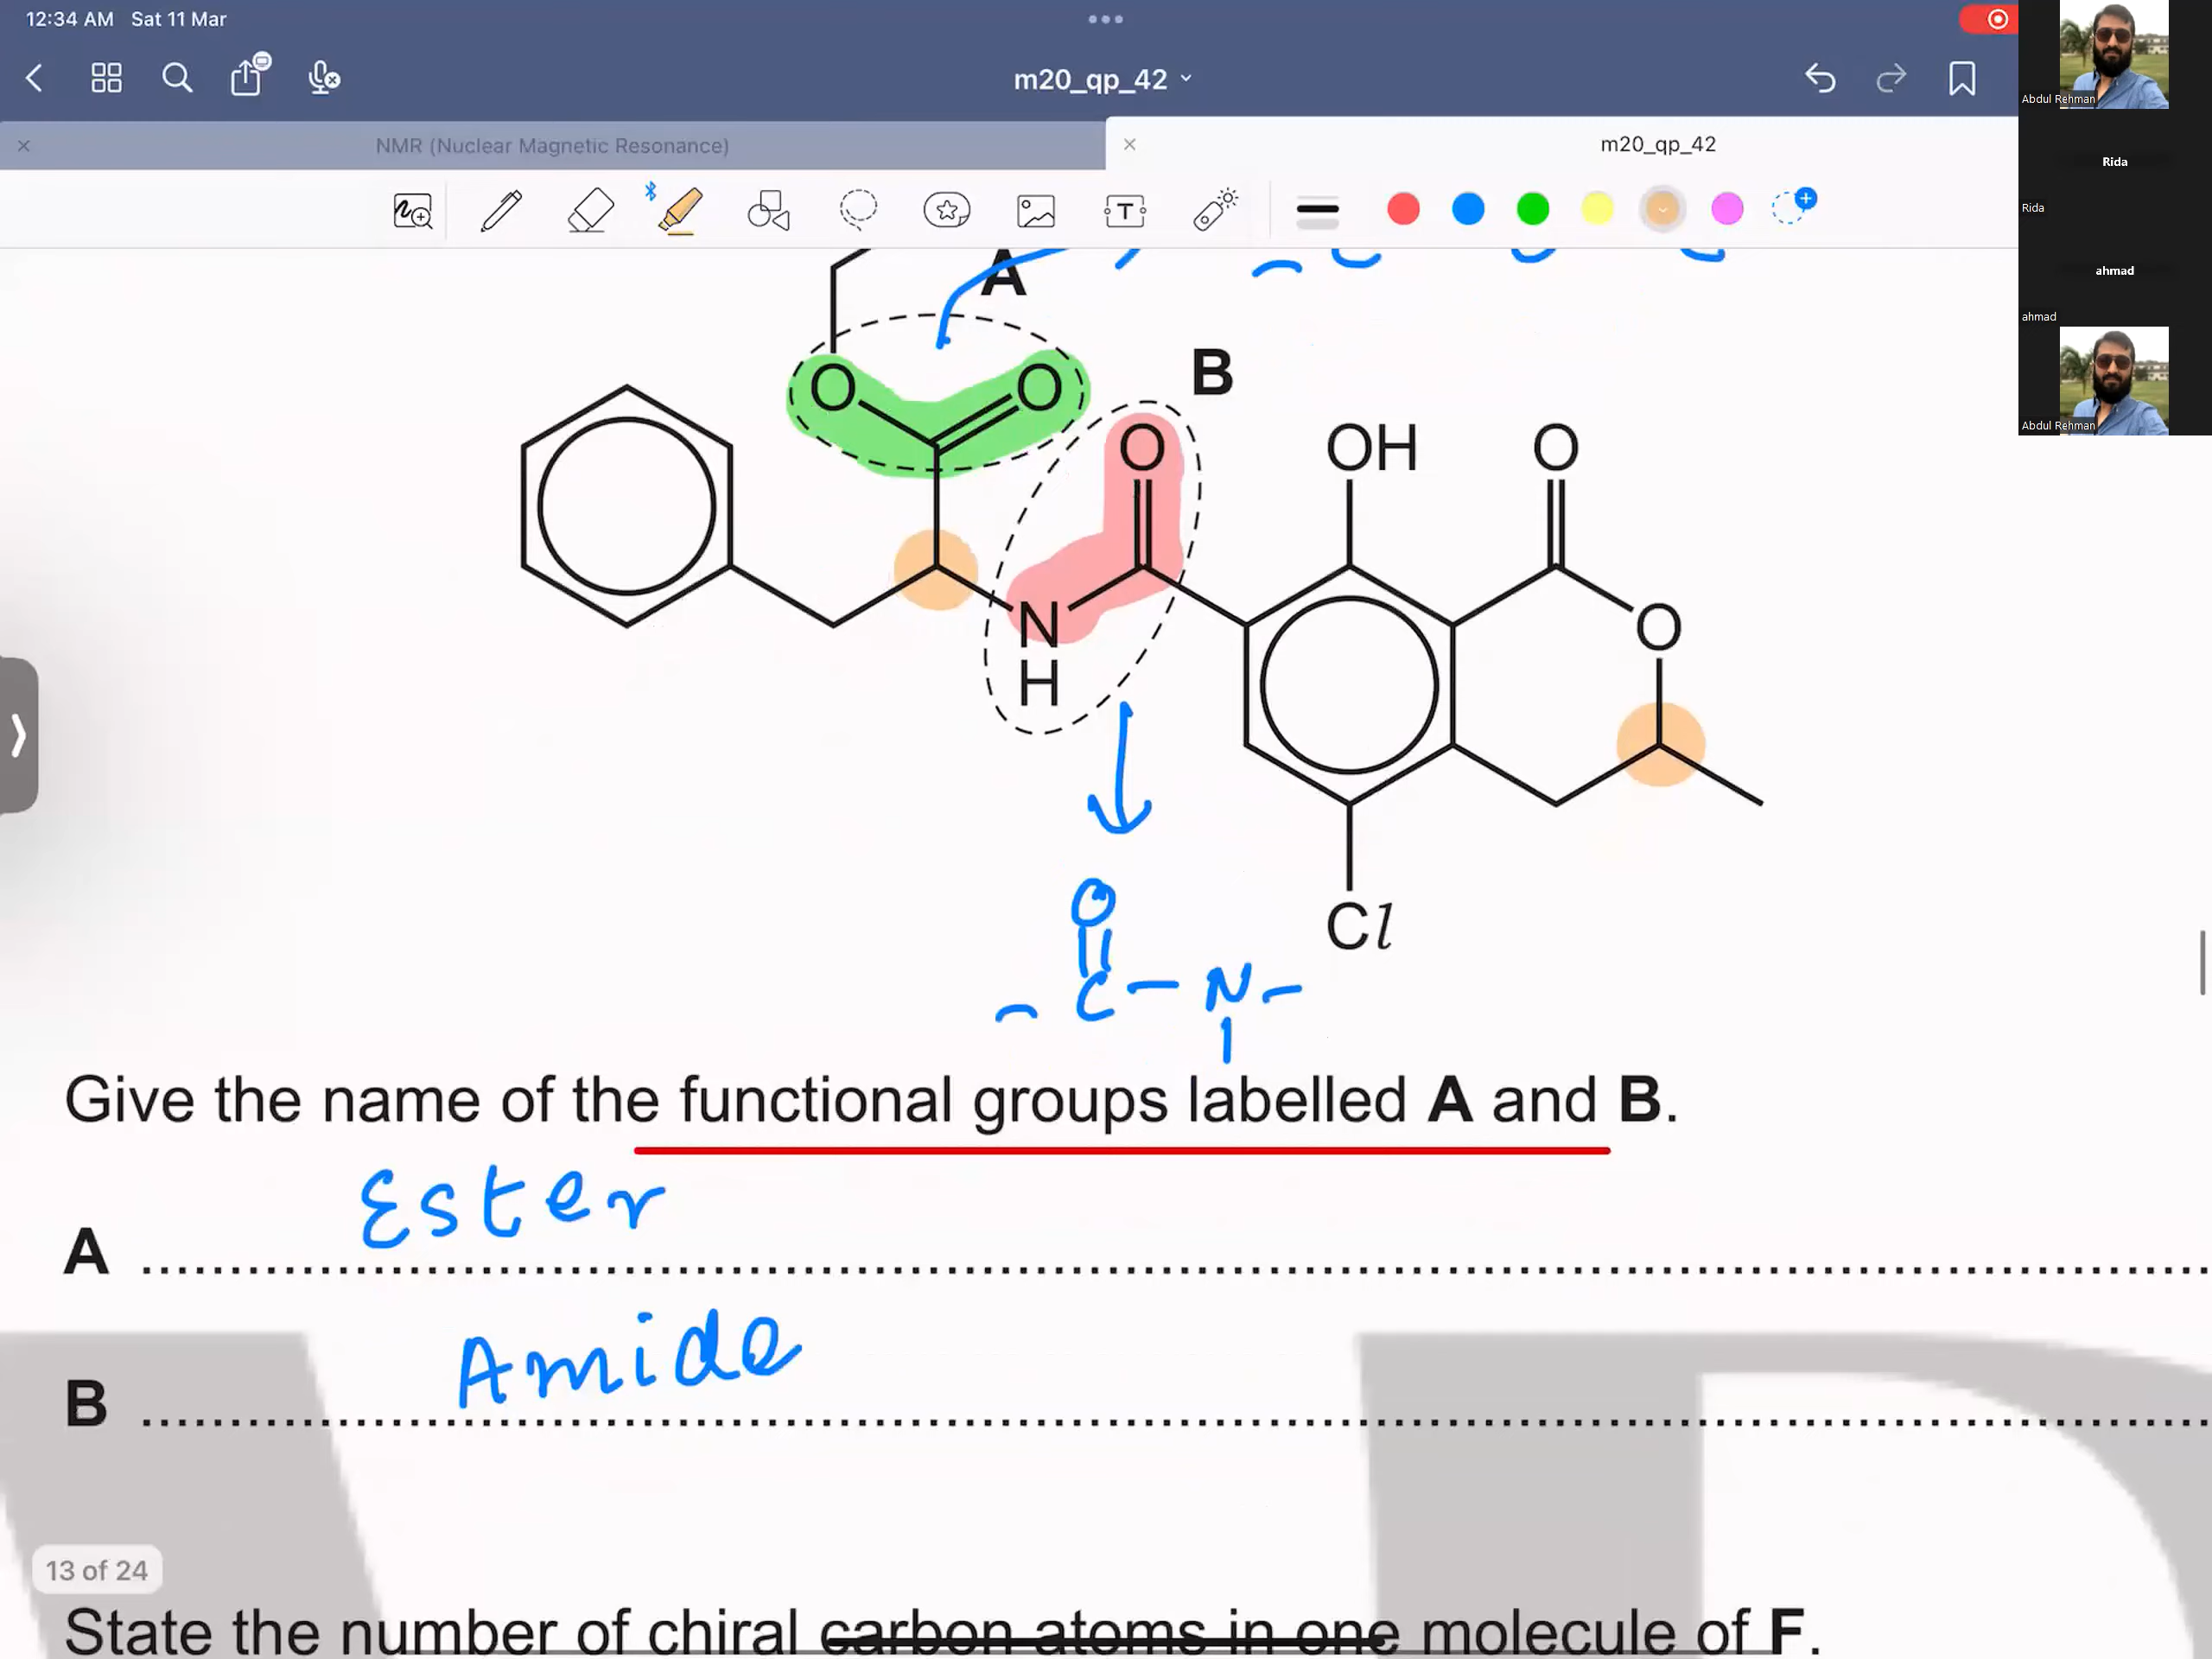 12:34 AM Sat 11 Mar
m20_qp_42
NMR (Nuclear Magnetic Resonance)
m20_qp_42
T
Abdul Rehman
Rida
Rida
ahmad
ahmad
Abdul Rehman
A
B
O
O
O
OH
O
N
H
O
Cl
O
- C - N -
Give the name of the functional groups labelled A and B.
Ester
A
Amide
B
13 of 24
State the number of chiral carbon atoms in one molecule of F.